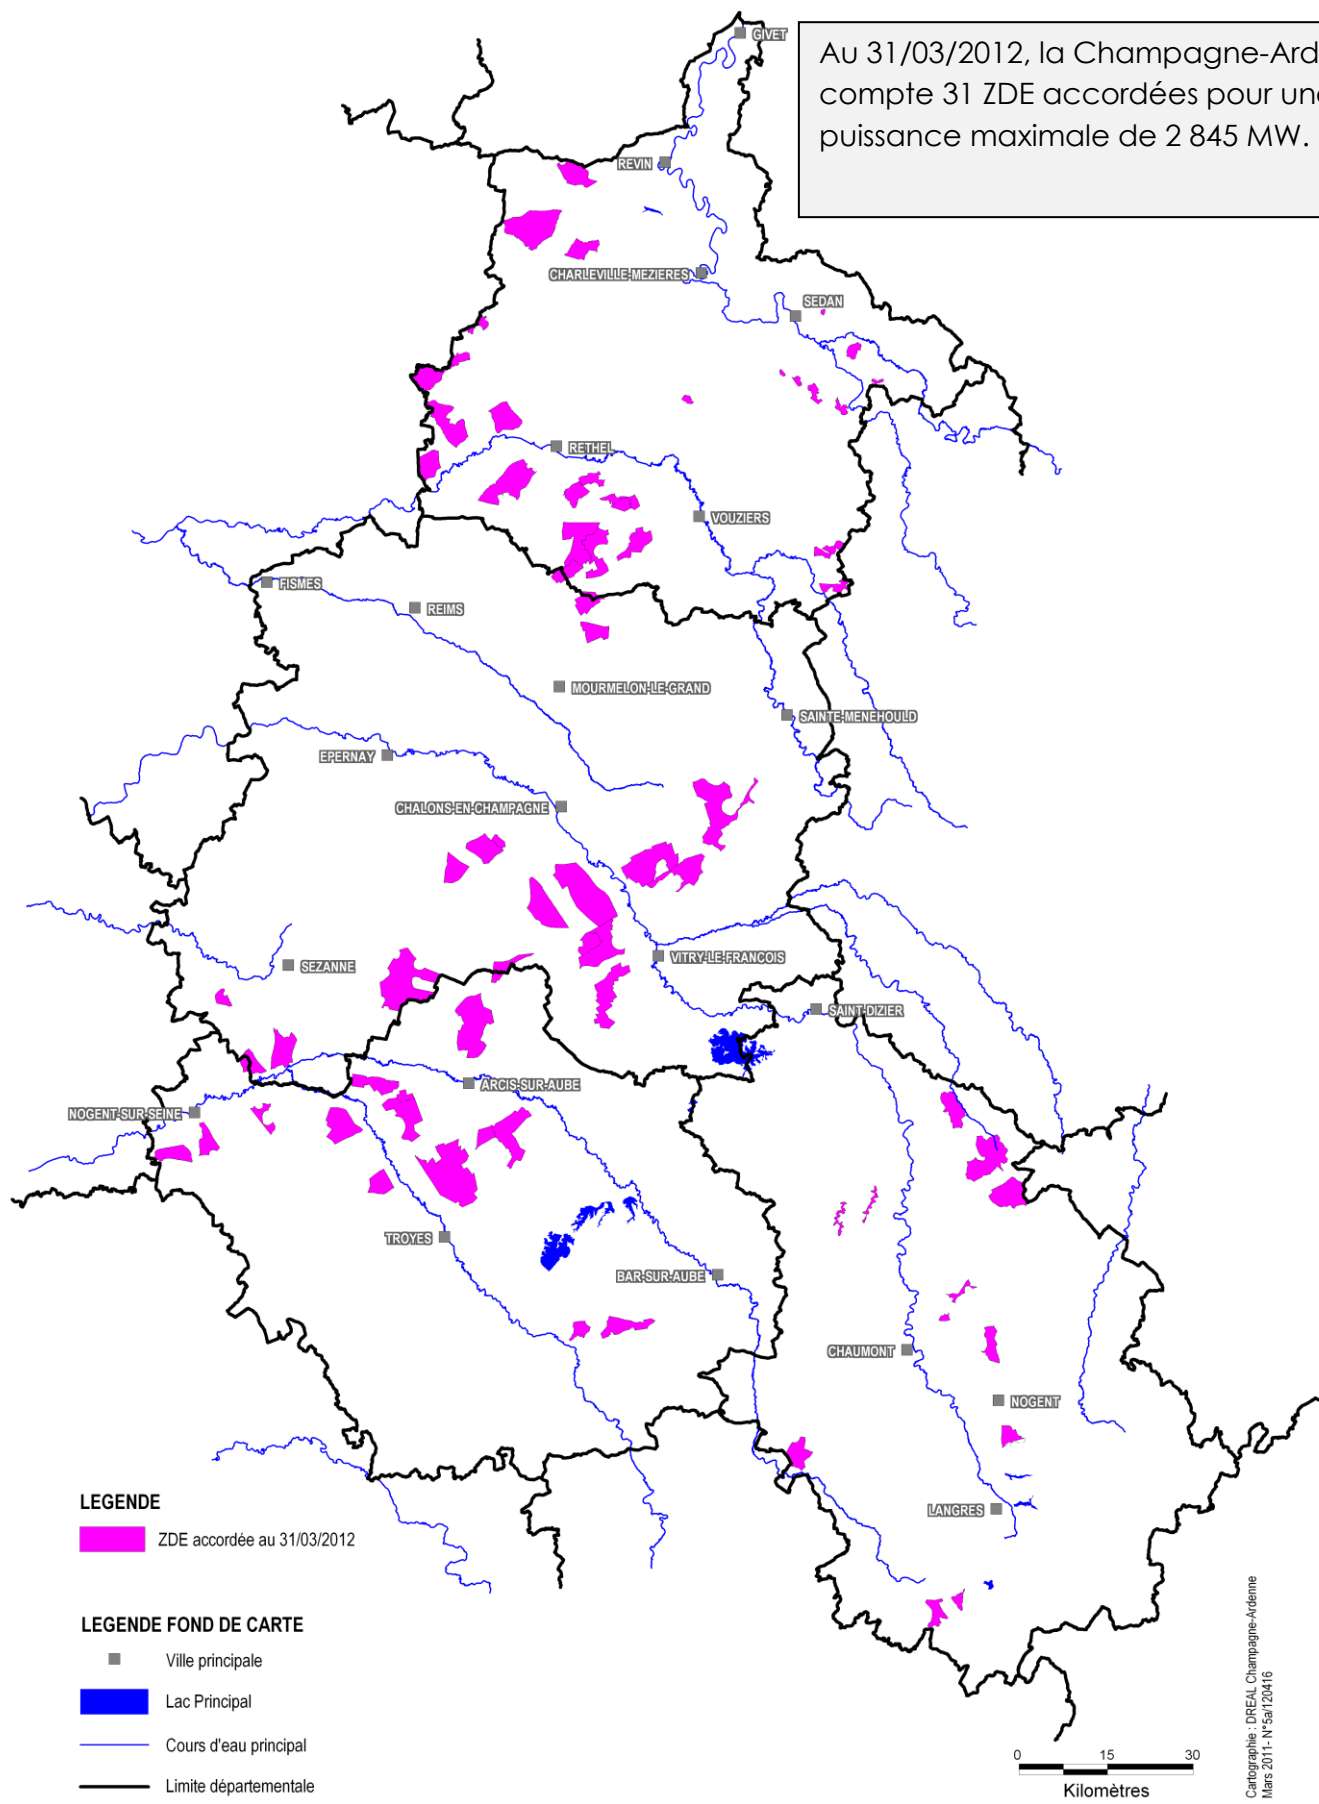 Au 31/03/2012, la Champagne-Ard
compte 31 ZDE accordées pour un
puissance maximale de 2 845 MW.
GIVET
REVIN
CHARLEVILLE-MEZIERES
SEDAN
RETHEL
VOUZIERS
FISMES
REIMS
MOURMELON-LE-GRAND
SAINTE-MENEHOULD
EPERNAY
CHALONS-EN-CHAMPAGNE
SEZANNE
VITRY-LE-FRANCOIS
SAINT-DIZIER
ARCIS-SUR-AUBE
NOGENT-SUR-SEINE
TROYES
BAR-SUR-AUBE
CHAUMONT
NOGENT
LANGRES
LEGENDE
ZDE accordée au 31/03/2012
LEGENDE FOND DE CARTE
Ville principale
Lac Principal
Cours d'eau principal
Limite départementale
0 15 30
Kilomètres
Cartographie : DREAL Champagne-Ardenne
Mars 2011- N°5a/120416